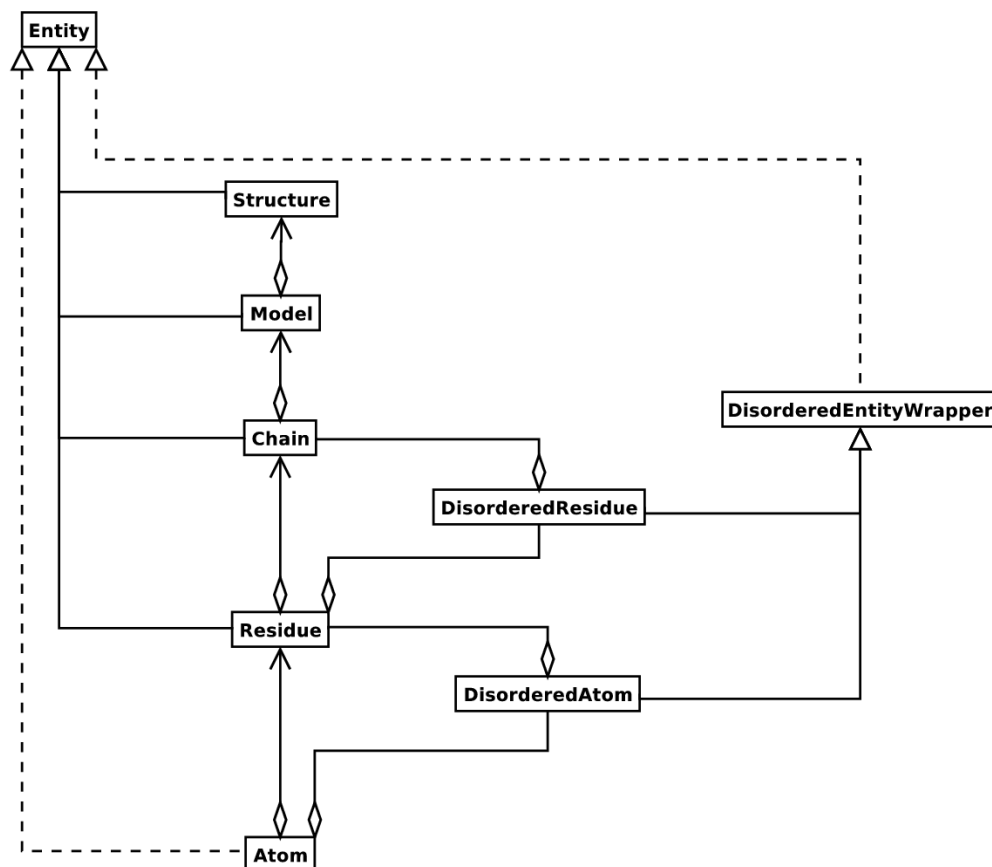 Entity
Structure
Model
DisorderedEntityWrapper
Chain
DisorderedResidue
Residue
DisorderedAtom
Atom